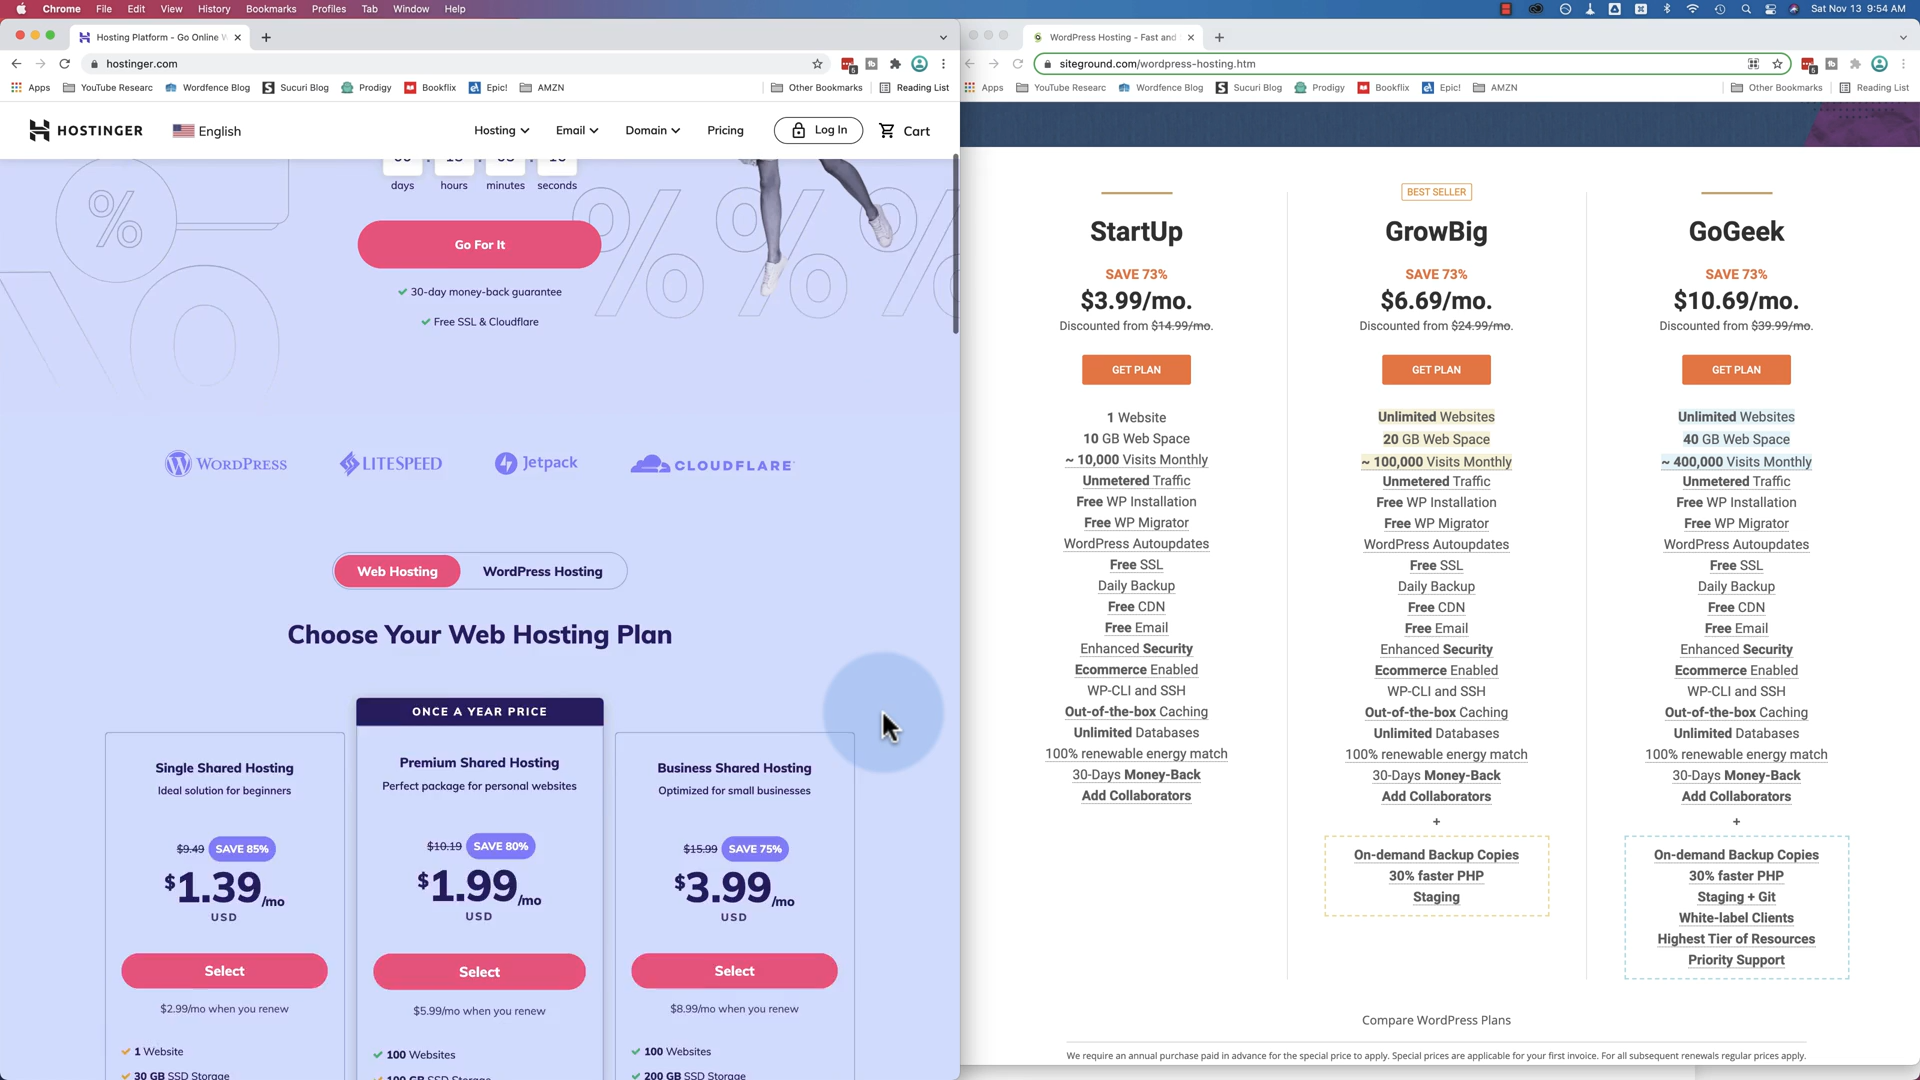 Chrome File Edit View History Bookmarks Profiles Tab Window Help
Sat Nov 13 9:54 AM
Hosting Platform - Go Online W
hostinger.com
Apps YouTube Researc Wordfence Blog Sucuri Blog Prodigy Bookflix Epic! AMZN Other Bookmarks Reading List
HOSTINGER English Hosting Email Domain Pricing Log In Cart
days hours minutes seconds
Go For It
30-day money-back guarantee
Free SSL & Cloudflare
WORDPRESS LITESPEED Jetpack CLOUDFLARE
Web Hosting WordPress Hosting
Choose Your Web Hosting Plan
Single Shared Hosting
Ideal solution for beginners
$9.49 SAVE 85%
$1.39/mo
USD
Select
$2.99/mo when you renew
1 Website
30 GB SSD Storage
ONCE A YEAR PRICE
Premium Shared Hosting
Perfect package for personal websites
$10.19 SAVE 80%
$1.99/mo
USD
Select
$5.99/mo when you renew
100 Websites
100 GB SSD Storage
Business Shared Hosting
Optimized for small businesses
$15.99 SAVE 75%
$3.99/mo
USD
Select
$8.99/mo when you renew
100 Websites
200 GB SSD Storage
WordPress Hosting - Fast and
siteground.com/wordpress-hosting.htm
Apps YouTube Researc Wordfence Blog Sucuri Blog Prodigy Bookflix Epic! AMZN Other Bookmarks Reading List
StartUp
SAVE 73%
$3.99/mo.
Discounted from $14.99/mo.
GET PLAN
1 Website
10 GB Web Space
~ 10,000 Visits Monthly
Unmetered Traffic
Free WP Installation
Free WP Migrator
WordPress Autoupdates
Free SSL
Daily Backup
Free CDN
Free Email
Enhanced Security
Ecommerce Enabled
WP-CLI and SSH
Out-of-the-box Caching
Unlimited Databases
100% renewable energy match
30-Days Money-Back
Add Collaborators
BEST SELLER
GrowBig
SAVE 73%
$6.69/mo.
Discounted from $24.99/mo.
GET PLAN
Unlimited Websites
20 GB Web Space
~ 100,000 Visits Monthly
Unmetered Traffic
Free WP Installation
Free WP Migrator
WordPress Autoupdates
Free SSL
Daily Backup
Free CDN
Free Email
Enhanced Security
Ecommerce Enabled
WP-CLI and SSH
Out-of-the-box Caching
Unlimited Databases
100% renewable energy match
30-Days Money-Back
Add Collaborators
+
On-demand Backup Copies
30% faster PHP
Staging
GoGeek
SAVE 73%
$10.69/mo.
Discounted from $39.99/mo.
GET PLAN
Unlimited Websites
40 GB Web Space
~ 400,000 Visits Monthly
Unmetered Traffic
Free WP Installation
Free WP Migrator
WordPress Autoupdates
Free SSL
Daily Backup
Free CDN
Free Email
Enhanced Security
Ecommerce Enabled
WP-CLI and SSH
Out-of-the-box Caching
Unlimited Databases
100% renewable energy match
30-Days Money-Back
Add Collaborators
+
On-demand Backup Copies
30% faster PHP
Staging + Git
White-label Clients
Highest Tier of Resources
Priority Support
Compare WordPress Plans
We require an annual purchase paid in advance for the special price to apply. Special prices are applicable for your first invoice. For all subsequent renewals regular prices apply.